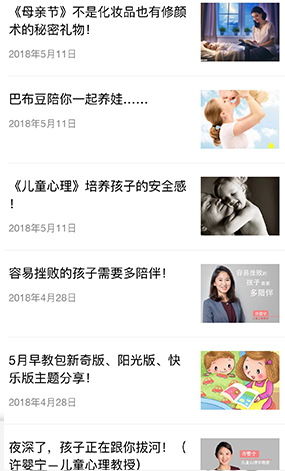 《母亲节》不是化妆品也有修颜
术的秘密礼物！
2018年5月11日
巴布豆陪你一起养娃……
2018年5月11日
《儿童心理》培养孩子的安全感
！
2018年5月11日
容易挫败的孩子需要多陪伴！
2018年4月28日
容易挫败的
孩子需要
多陪伴
5月早教包新奇版、阳光版、快
乐版主题分享！
2018年4月28日
夜深了，孩子正在跟你拔河！（
许婴宁－儿童心理教授）